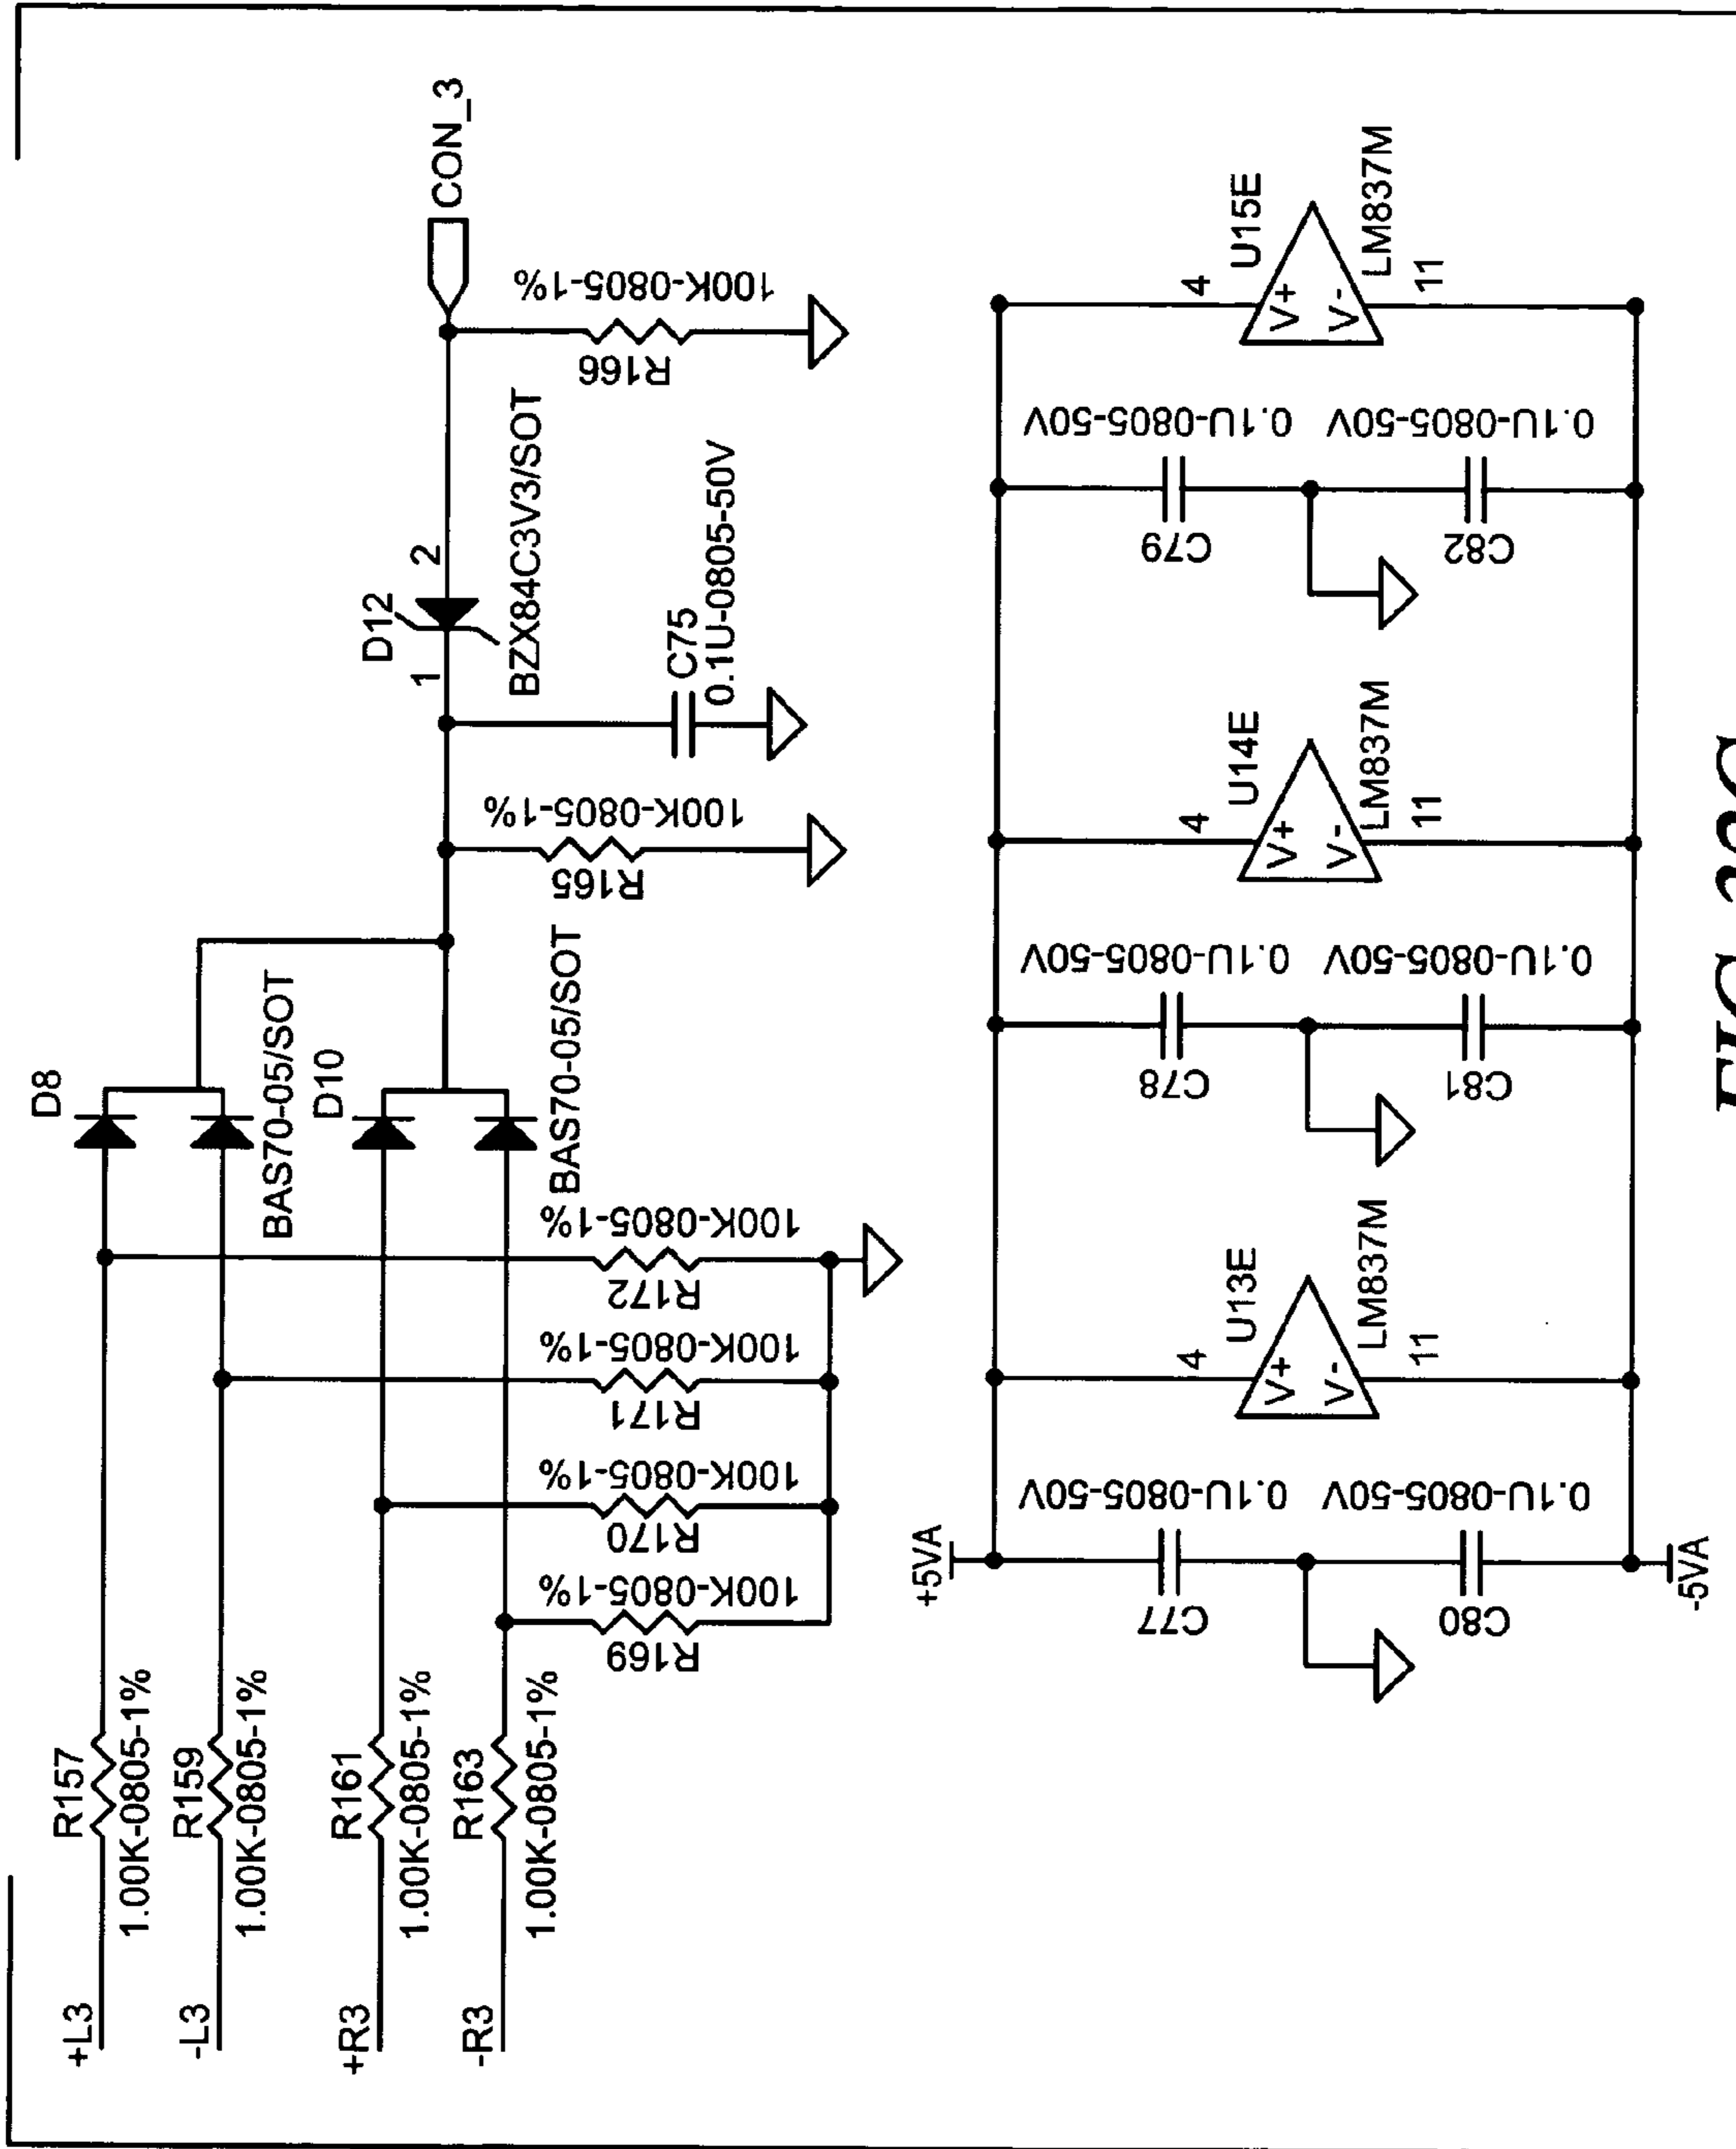 +L3
R157
1.00K-0805-1%
-L3
R159
1.00K-0805-1%
+R3
R161
1.00K-0805-1%
-R3
R163
1.00K-0805-1%
R169
100K-0805-1%
R170
100K-0805-1%
R171
100K-0805-1%
R172
100K-0805-1%
D8
BAS70-05/SOT
D10
BAS70-05/SOT
R165
100K-0805-1%
C75
0.1U-0805-50V
D12
1
2
BZX84C3V3/SOT
R166
100K-0805-1%
CON_3
+5VA
C77
0.1U-0805-50V
C80
0.1U-0805-50V
-5VA
4
U13E
V+
V-
LM837M
11
C78
0.1U-0805-50V
C81
0.1U-0805-50V
4
U14E
V+
V-
LM837M
11
C79
0.1U-0805-50V
C82
0.1U-0805-50V
4
U15E
V+
V-
LM837M
11